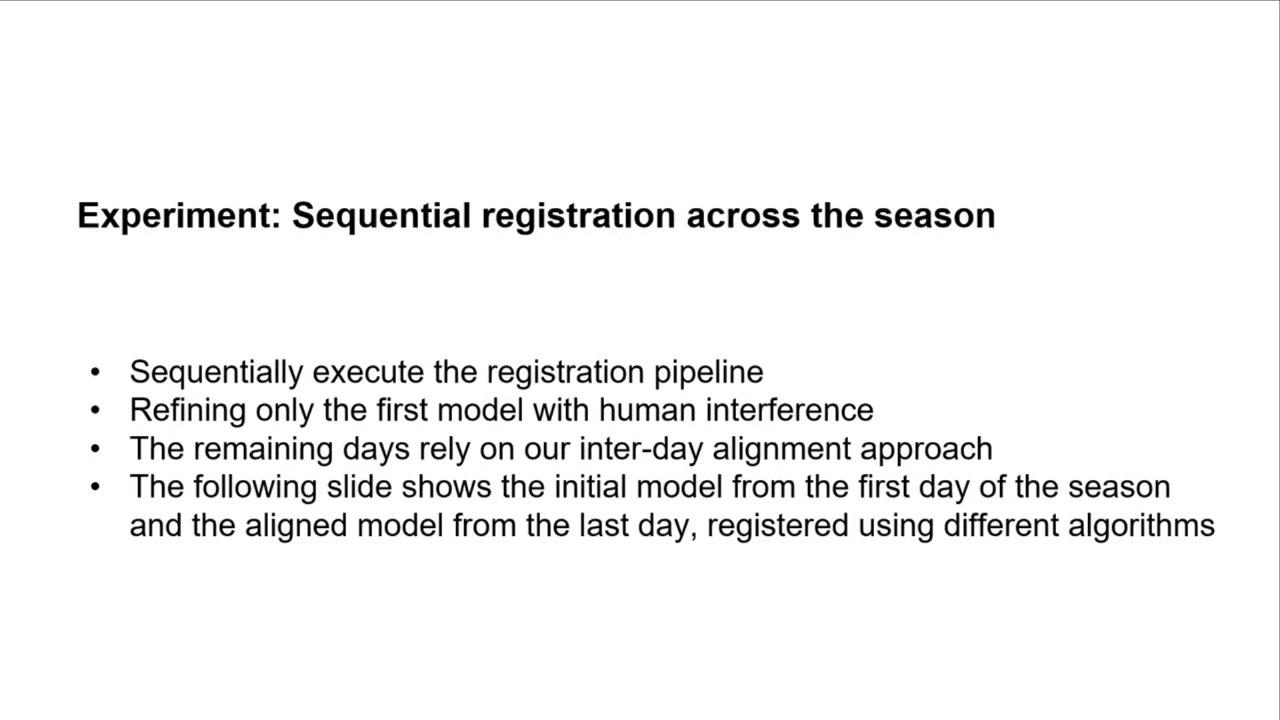 Experiment: Sequential registration across the season
• Sequentially execute the registration pipeline
• Refining only the first model with human interference
• The remaining days rely on our inter-day alignment approach
• The following slide shows the initial model from the first day of the season
and the aligned model from the last day, registered using different algorithms